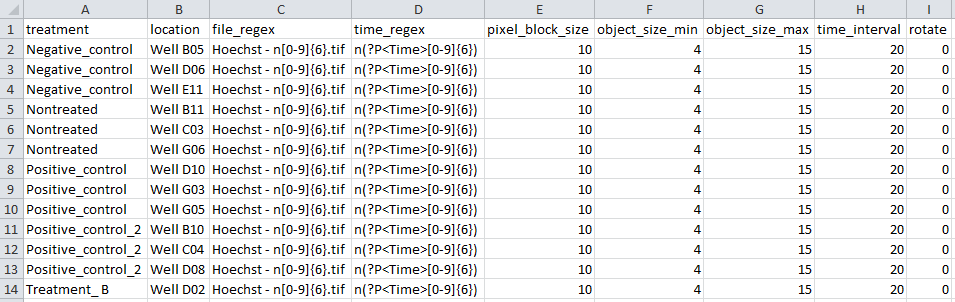 A B C D E F G H I
1 treatment location file_regex time_regex pixel_block_size object_size_min object_size_max time_interval rotate
2 Negative_control Well B05 Hoechst - n[0-9]{6}.tif n(?P<Time>[0-9]{6}) 10 4 15 20 0
3 Negative_control Well D06 Hoechst - n[0-9]{6}.tif n(?P<Time>[0-9]{6}) 10 4 15 20 0
4 Negative_control Well E11 Hoechst - n[0-9]{6}.tif n(?P<Time>[0-9]{6}) 10 4 15 20 0
5 Nontreated Well B11 Hoechst - n[0-9]{6}.tif n(?P<Time>[0-9]{6}) 10 4 15 20 0
6 Nontreated Well C03 Hoechst - n[0-9]{6}.tif n(?P<Time>[0-9]{6}) 10 4 15 20 0
7 Nontreated Well G06 Hoechst - n[0-9]{6}.tif n(?P<Time>[0-9]{6}) 10 4 15 20 0
8 Positive_control Well D10 Hoechst - n[0-9]{6}.tif n(?P<Time>[0-9]{6}) 10 4 15 20 0
9 Positive_control Well G03 Hoechst - n[0-9]{6}.tif n(?P<Time>[0-9]{6}) 10 4 15 20 0
10 Positive_control Well G05 Hoechst - n[0-9]{6}.tif n(?P<Time>[0-9]{6}) 10 4 15 20 0
11 Positive_control_2 Well B10 Hoechst - n[0-9]{6}.tif n(?P<Time>[0-9]{6}) 10 4 15 20 0
12 Positive_control_2 Well C04 Hoechst - n[0-9]{6}.tif n(?P<Time>[0-9]{6}) 10 4 15 20 0
13 Positive_control_2 Well D08 Hoechst - n[0-9]{6}.tif n(?P<Time>[0-9]{6}) 10 4 15 20 0
14 Treatment_B Well D02 Hoechst - n[0-9]{6}.tif n(?P<Time>[0-9]{6}) 10 4 15 20 0